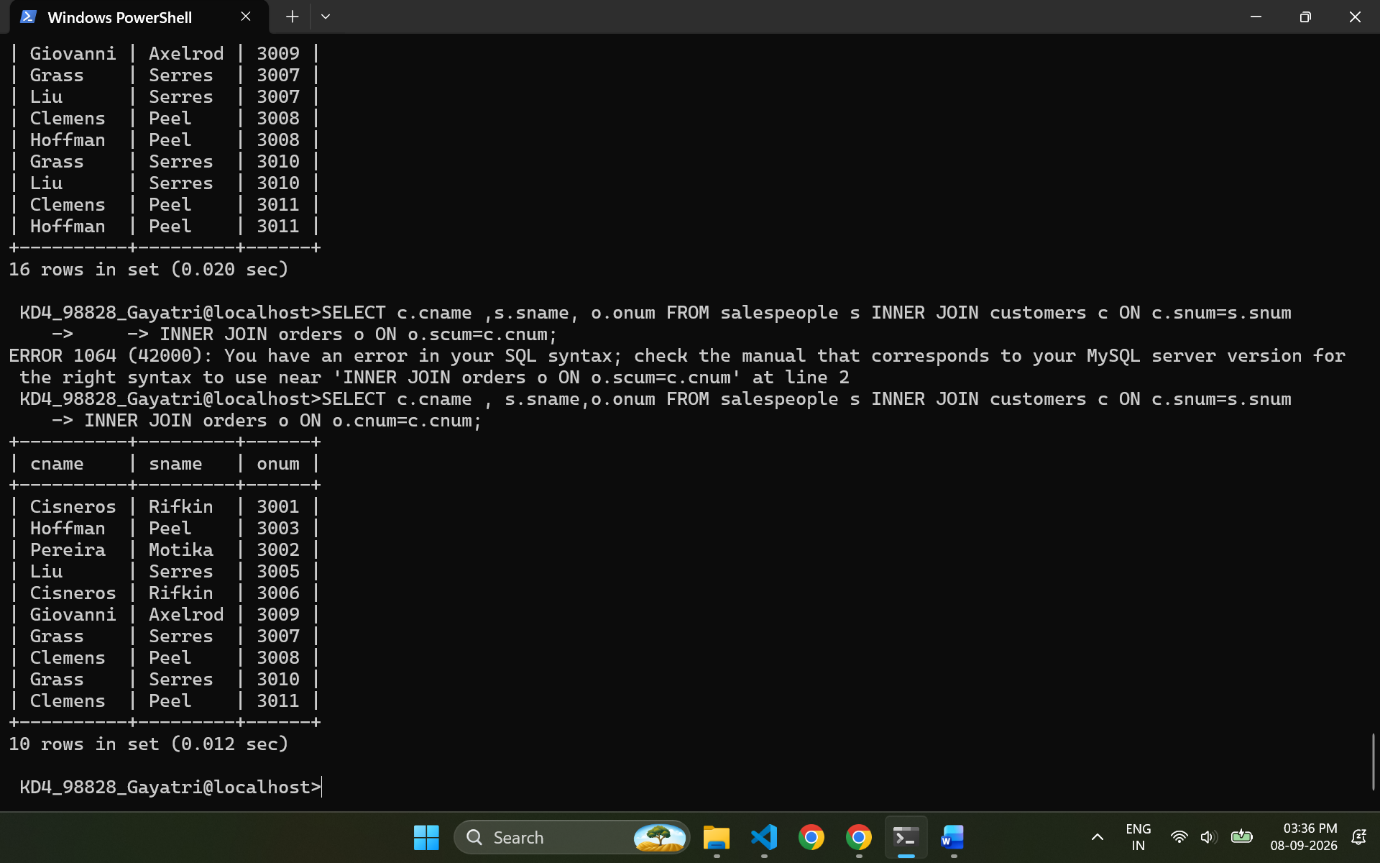 Windows PowerShell
| Giovanni | Axelrod | 3009 |
| Grass    | Serres  | 3007 |
| Liu      | Serres  | 3007 |
| Clemens  | Peel    | 3008 |
| Hoffman  | Peel    | 3008 |
| Grass    | Serres  | 3010 |
| Liu      | Serres  | 3010 |
| Clemens  | Peel    | 3011 |
| Hoffman  | Peel    | 3011 |
+----------+---------+------+
16 rows in set (0.020 sec)
KD4_98828_Gayatri@localhost>SELECT c.cname ,s.sname, o.onum FROM salespeople s INNER JOIN customers c ON c.snum=s.snum
    ->     -> INNER JOIN orders o ON o.scum=c.cnum;
ERROR 1064 (42000): You have an error in your SQL syntax; check the manual that corresponds to your MySQL server version for
 the right syntax to use near 'INNER JOIN orders o ON o.scum=c.cnum' at line 2
KD4_98828_Gayatri@localhost>SELECT c.cname , s.sname,o.onum FROM salespeople s INNER JOIN customers c ON c.snum=s.snum
    -> INNER JOIN orders o ON o.cnum=c.cnum;
+----------+---------+------+
| cname    | sname   | onum |
+----------+---------+------+
| Cisneros | Rifkin  | 3001 |
| Hoffman  | Peel    | 3003 |
| Pereira  | Motika  | 3002 |
| Liu      | Serres  | 3005 |
| Cisneros | Rifkin  | 3006 |
| Giovanni | Axelrod | 3009 |
| Grass    | Serres  | 3007 |
| Clemens  | Peel    | 3008 |
| Grass    | Serres  | 3010 |
| Clemens  | Peel    | 3011 |
+----------+---------+------+
10 rows in set (0.012 sec)
KD4_98828_Gayatri@localhost>
Search
ENG
IN
03:36 PM
08-09-2026